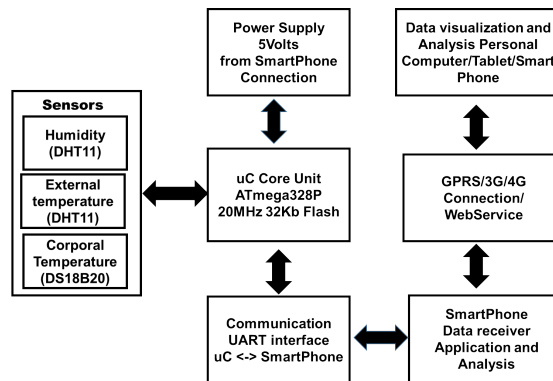 Sensors
Humidity
(DHT11)
External
temperature
(DHT11)
Corporal
Temperature
(DS18B20)
Power Supply
5Volts
from SmartPhone
Connection
uC Core Unit
ATmega328P
20MHz 32Kb Flash
Communication
UART interface
uC <-> SmartPhone
Data visualization and
Analysis Personal
Computer/Tablet/Smart
Phone
GPRS/3G/4G
Connection/
WebService
SmartPhone
Data receiver
Application and
Analysis